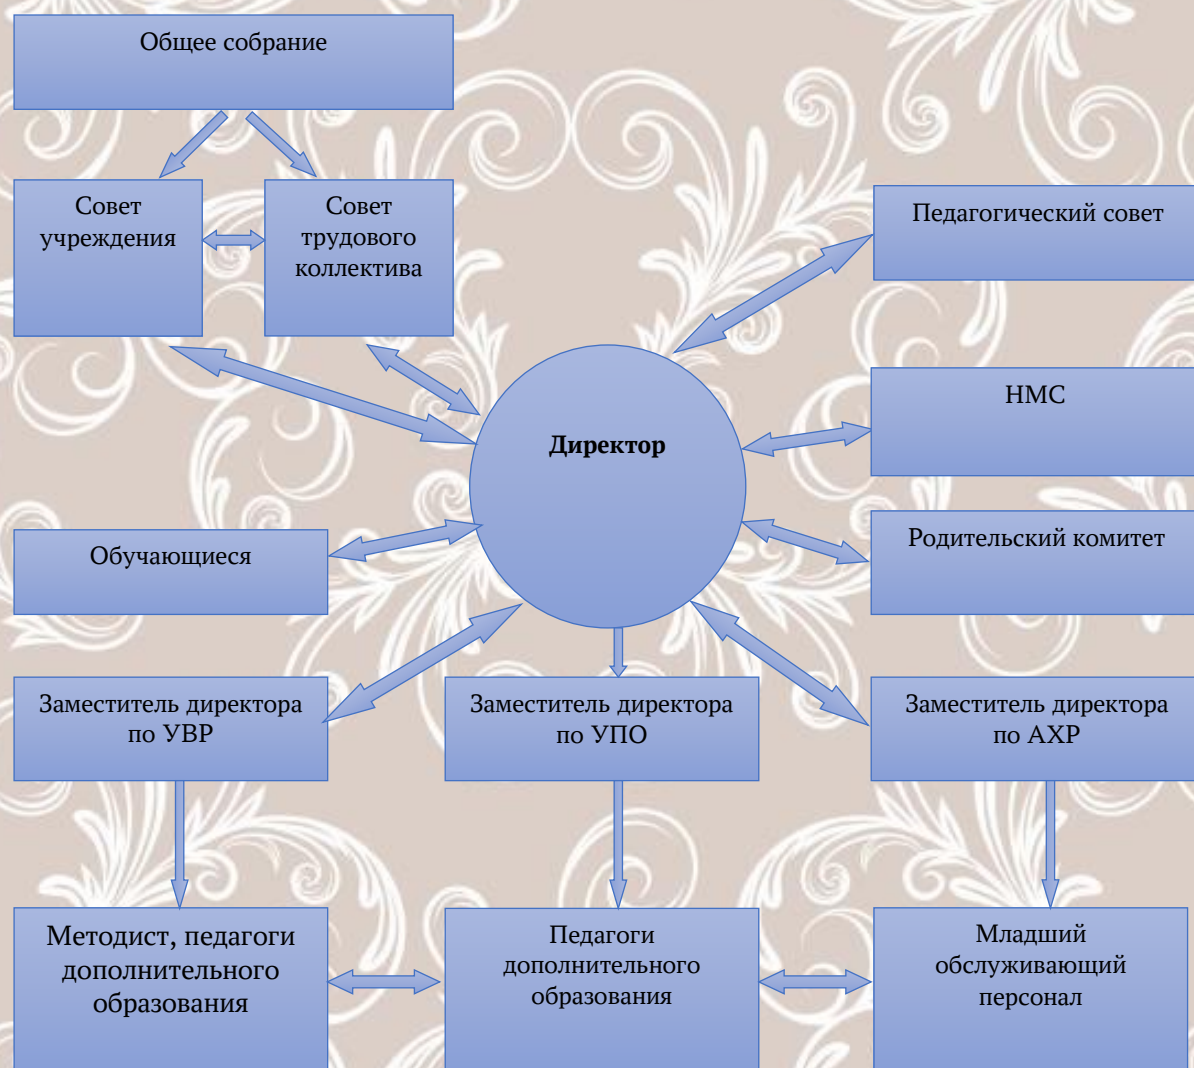 Общее собрание
Совет
учреждения
Совет
трудового
коллектива
Педагогический совет
НМС
Директор
Родительский комитет
Обучающиеся
Заместитель директора
по УВР
Заместитель директора
по УПО
Заместитель директора
по АХР
Методист, педагоги
дополнительного
образования
Педагоги
дополнительного
образования
Младший
обслуживающий
персонал